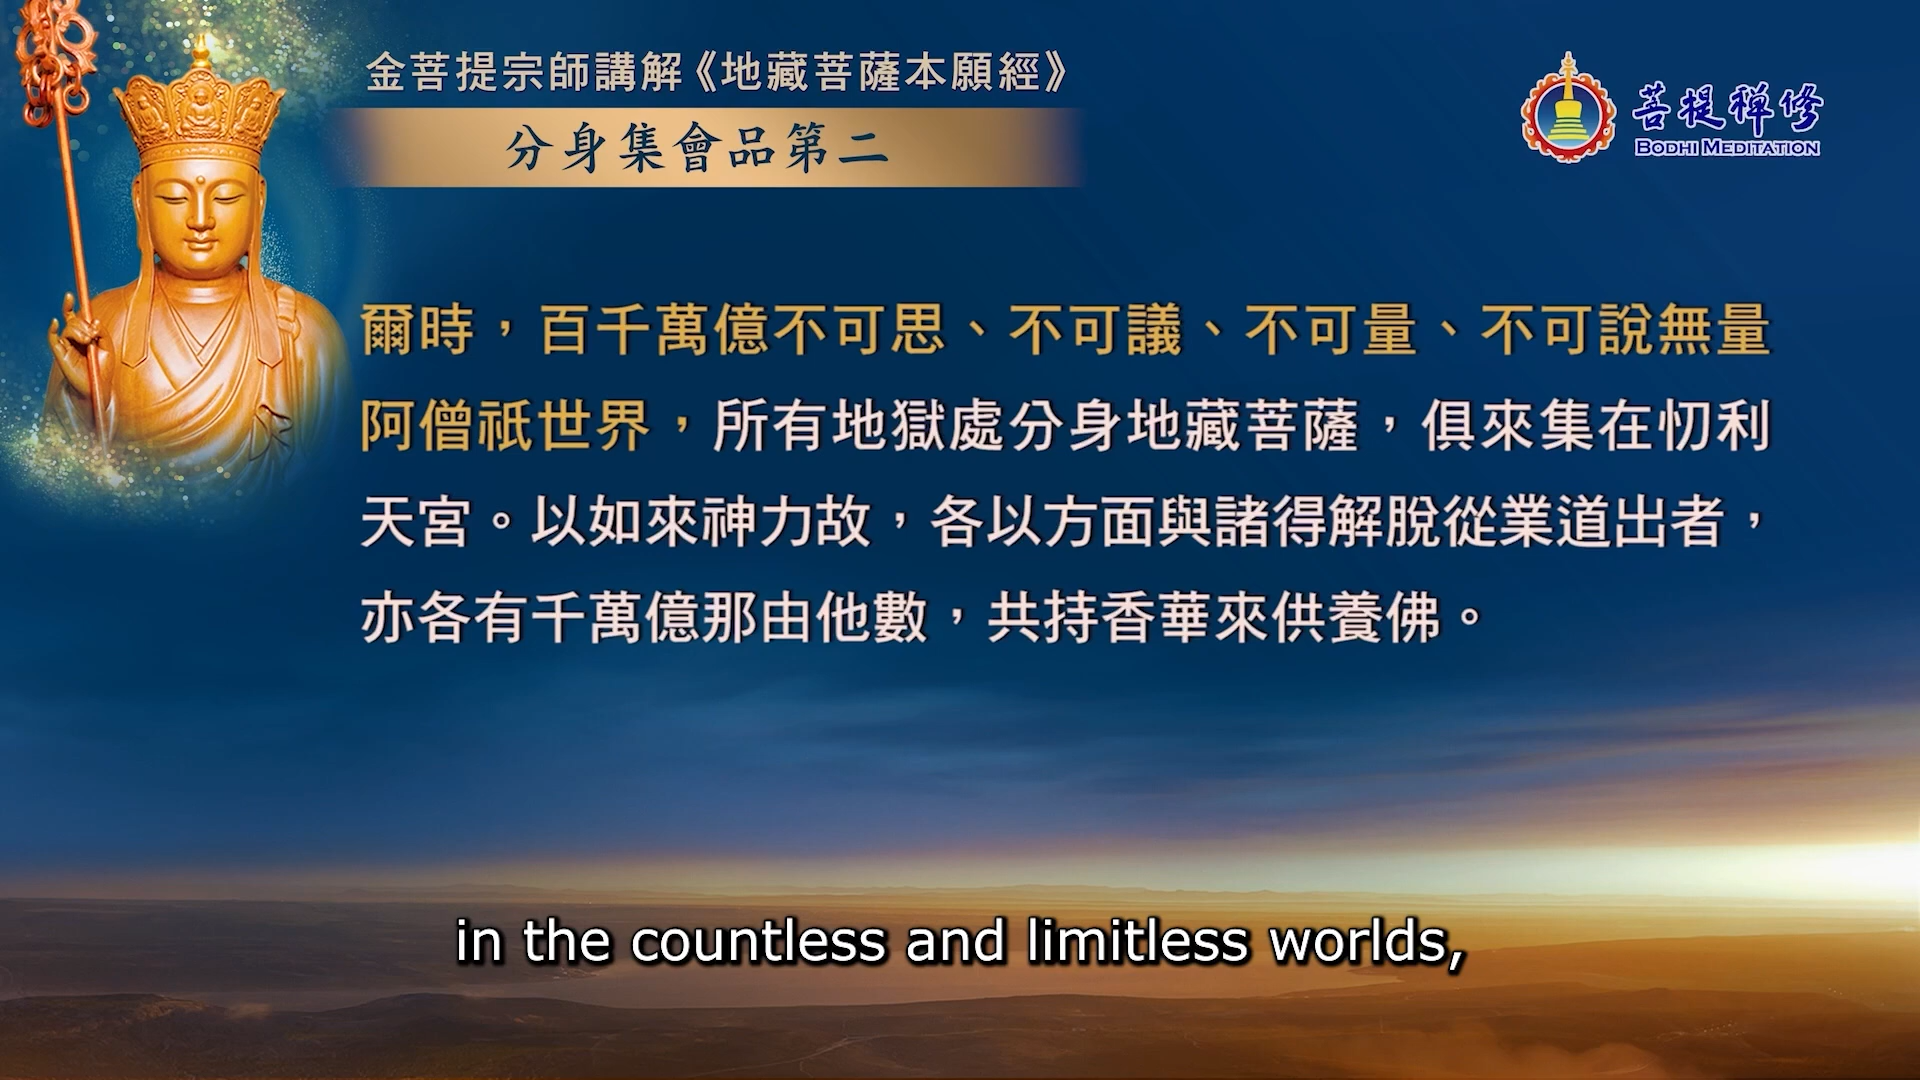 金菩提宗師講解《地藏菩薩本願經》
分身集會品第二
菩提禪修
BODHI MEDITATION
爾時，百千萬億不可思、不可議、不可量、不可說無量
阿僧祇世界，所有地獄處分身地藏菩薩，俱來集在忉利
天宮。以如來神力故，各以方面與諸得解脫從業道出者，
亦各有千萬億那由他數，共持香華來供養佛。
in the countless and limitless worlds,